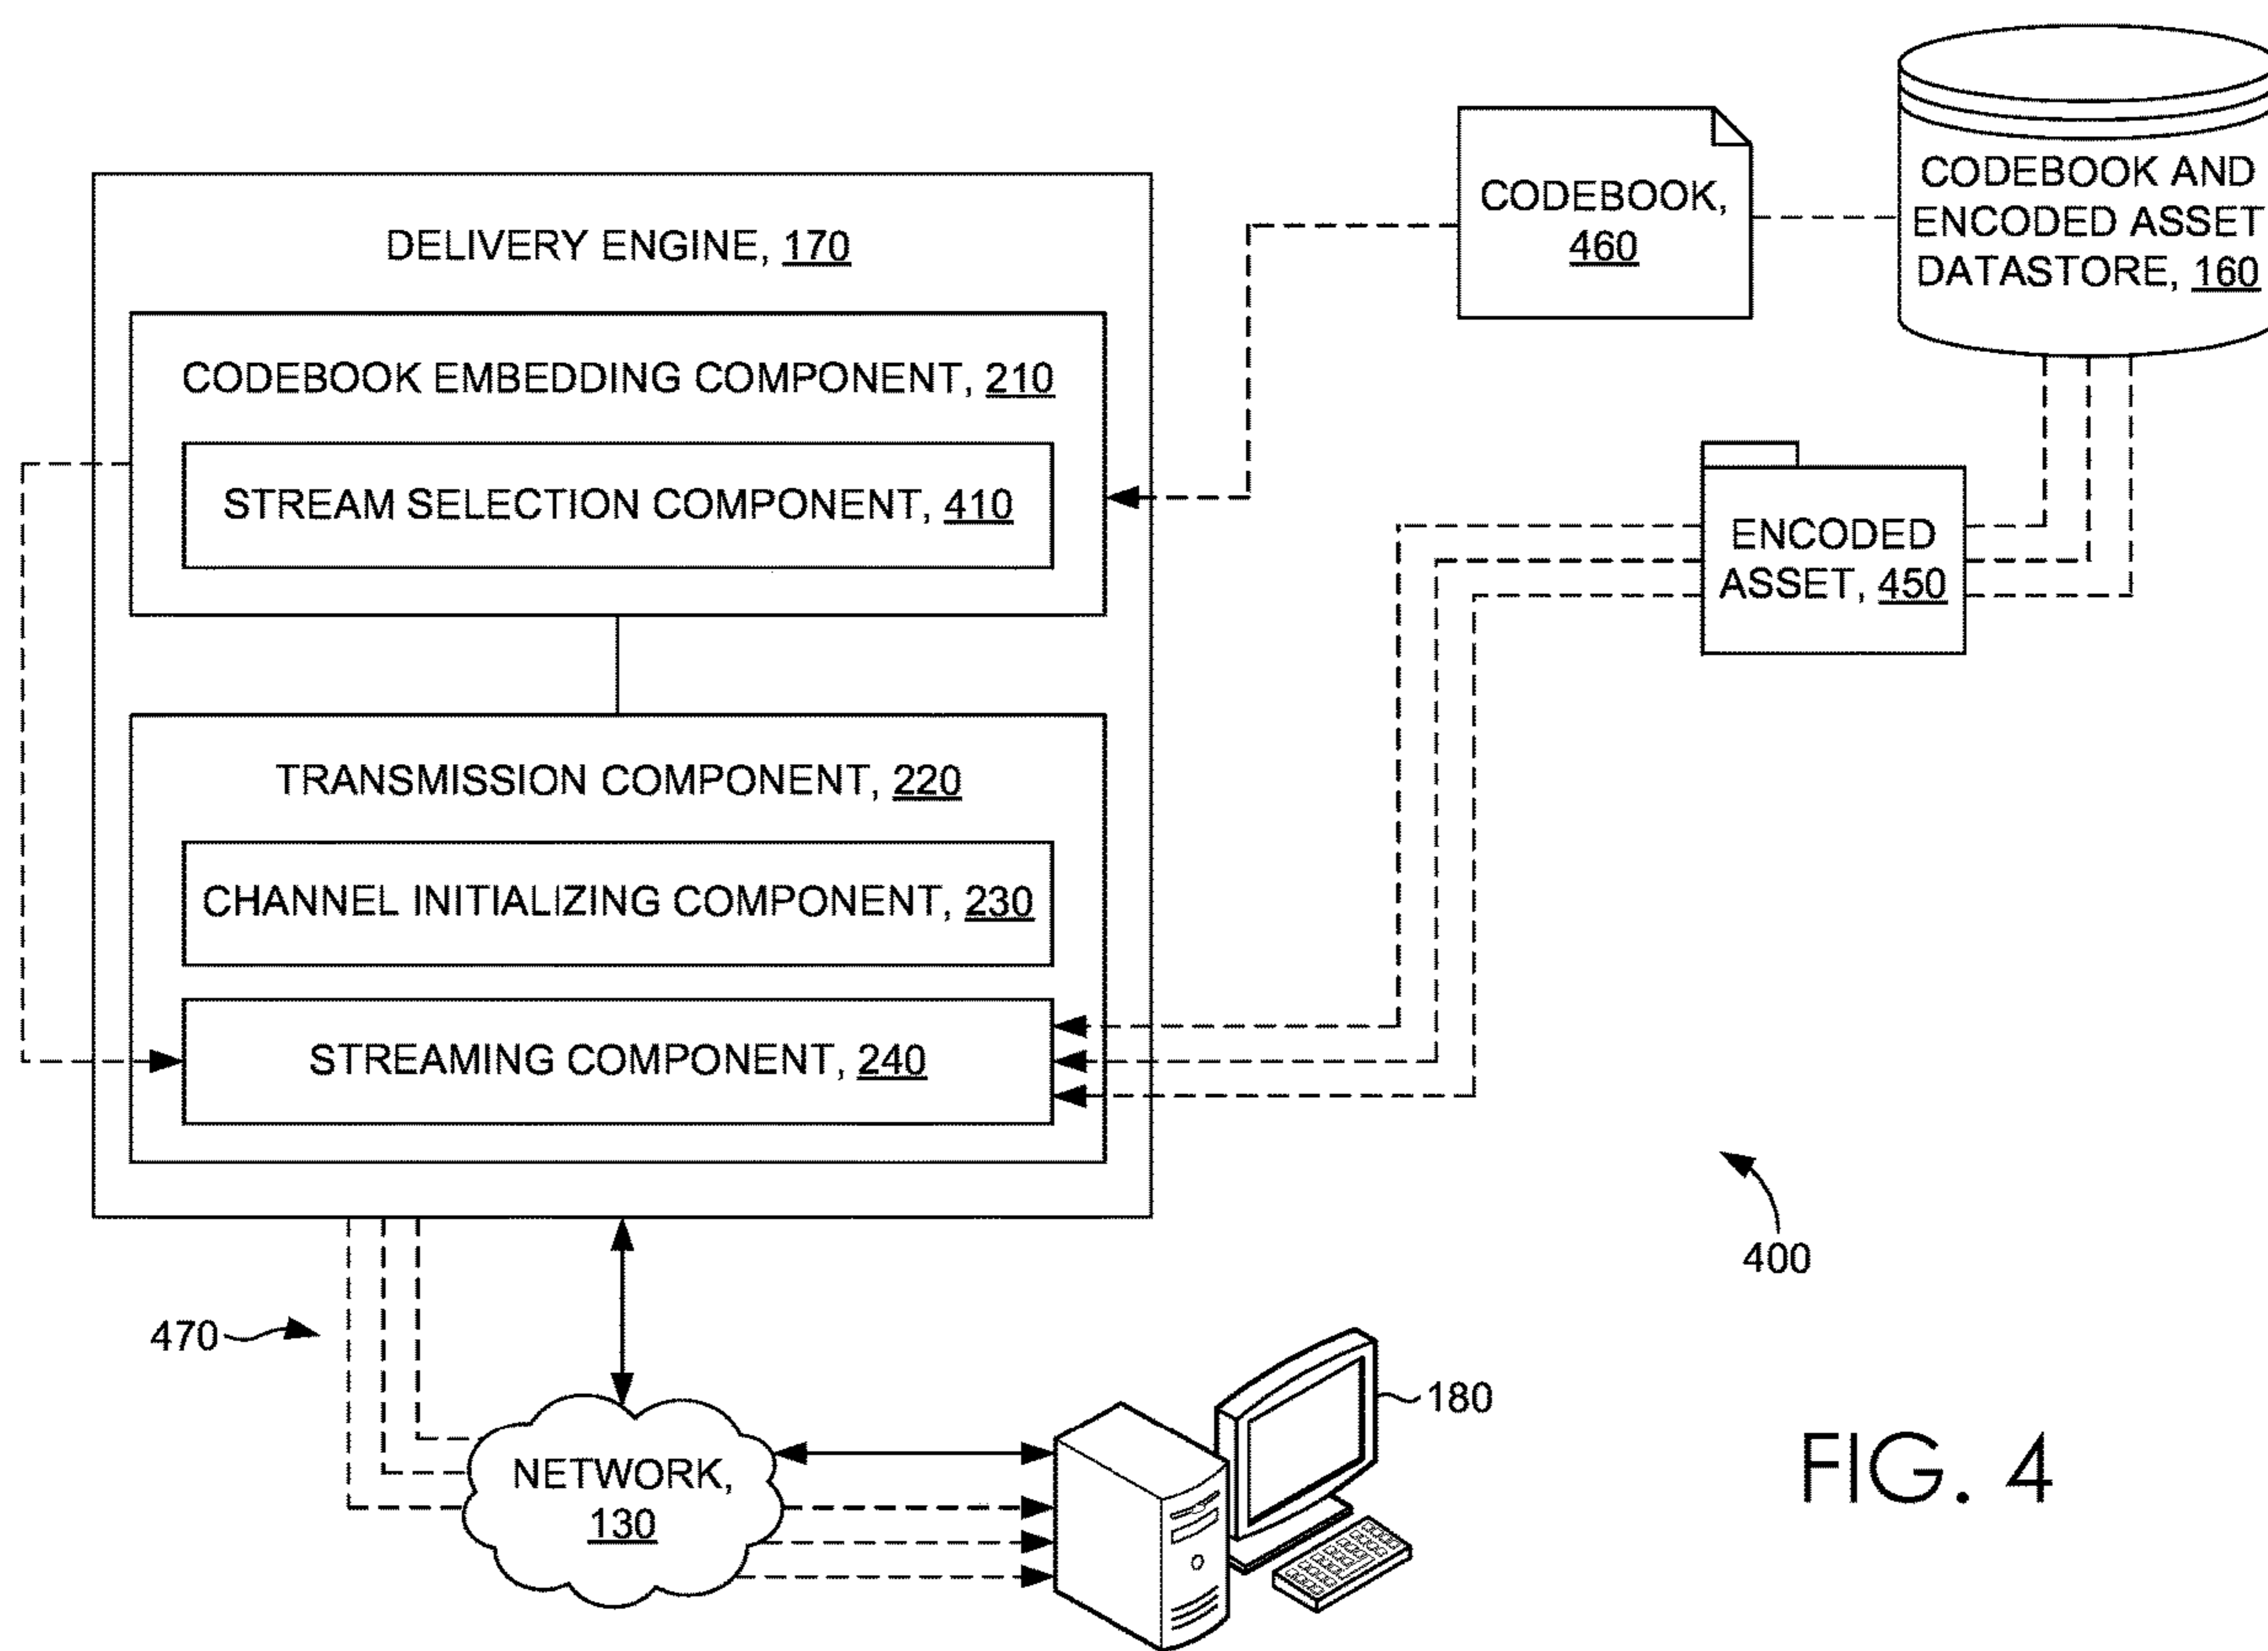 DELIVERY ENGINE, 170
CODEBOOK EMBEDDING COMPONENT, 210
STREAM SELECTION COMPONENT, 410
TRANSMISSION COMPONENT, 220
CHANNEL INITIALIZING COMPONENT, 230
STREAMING COMPONENT, 240
CODEBOOK,
460
CODEBOOK AND
ENCODED ASSET
DATASTORE, 160
ENCODED
ASSET, 450
400
470
NETWORK,
130
180
FIG. 4